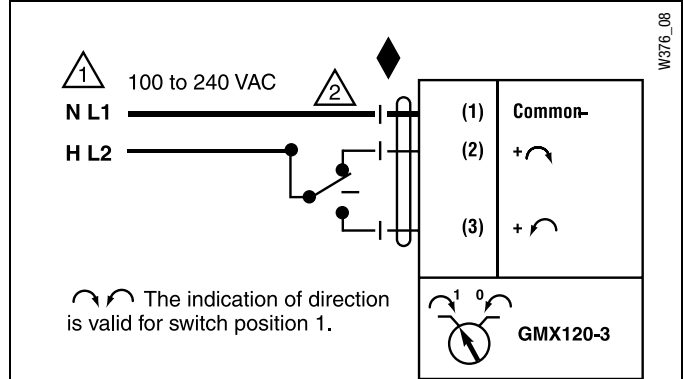 W376_08
1 100 to 240 VAC 2
N L1 (1) Common–
H L2 (2) +
(3) +
The indication of direction
is valid for switch position 1.
1 0
GMX120-3